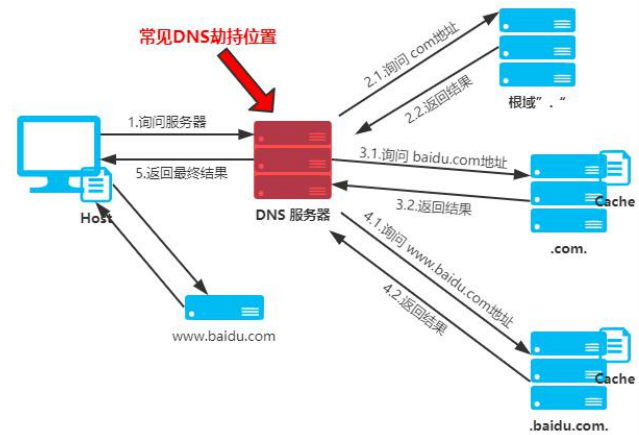 常见DNS劫持位置
2.1.询问 com地址
2.2.返回结果
根域”. “
1.询问服务器
5.返回最终结果
3.1.询问 baidu.com地址
3.2.返回结果
Cache
Host
DNS 服务器
.com.
4.1.询问 www.baidu.com地址
4.2.返回结果
www.baidu.com
Cache
.baidu.com.